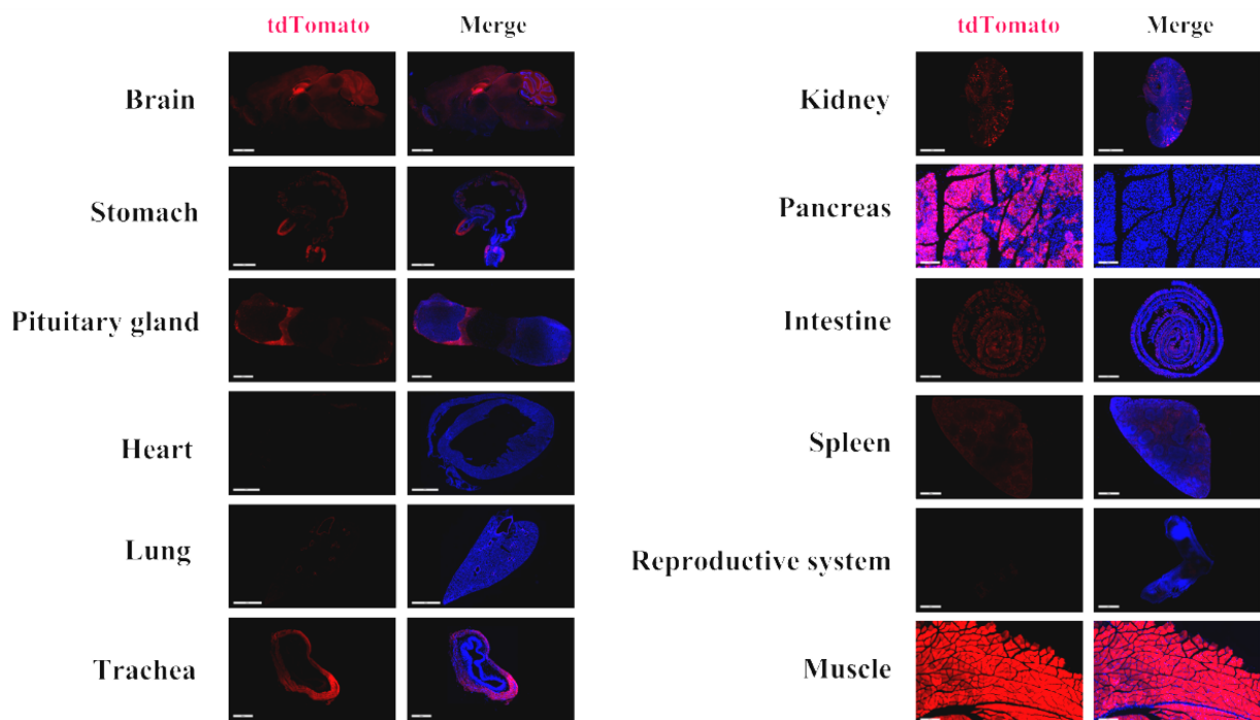 tdTomato Merge
Brain
Stomach
Pituitary gland
Heart
Lung
Trachea
tdTomato Merge
Kidney
Pancreas
Intestine
Spleen
Reproductive system
Muscle